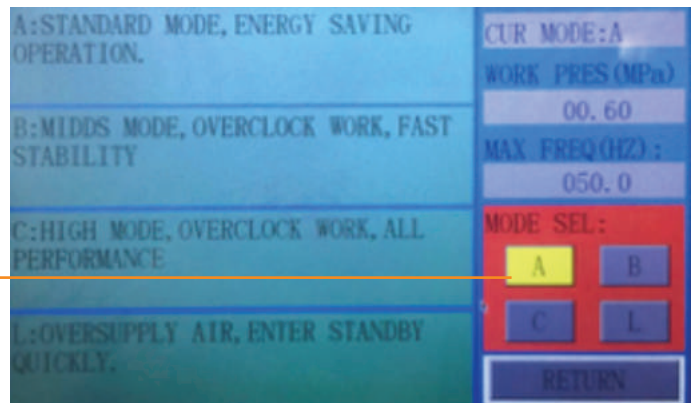 A:STANDARD MODE, ENERGY SAVING
OPERATION.
B:MIDDS MODE, OVERCLOCK WORK, FAST
STABILITY
C:HIGH MODE, OVERCLOCK WORK, ALL
PERFORMANCE
L:OVERSUPPLY AIR, ENTER STANDBY
QUICKLY.
CUR MODE:A
WORK PRES(MPa)
00.60
MAX FREQ(HZ):
050.0
MODE SEL:
A B
C L
RETURN